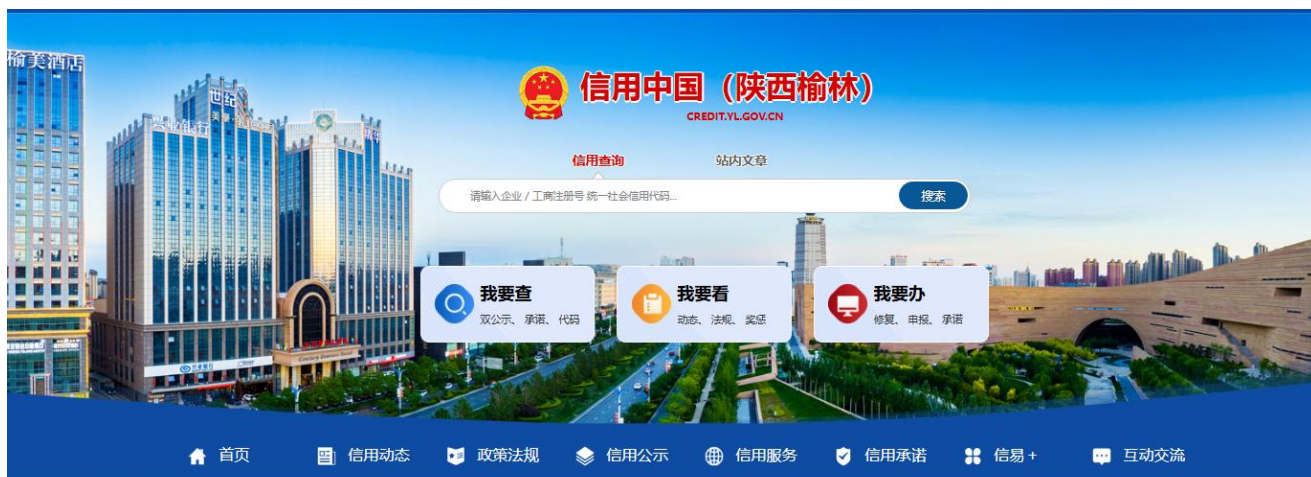 榆美酒店
世纪
兴业银行
信用中国（陕西榆林）
CREDIT.YL.GOV.CN
信用查询
站内文章
请输入企业 / 工商注册号 统一社会信用代码...
搜索
我要查
双公示、承诺、代码
我要看
动态、法规、奖惩
我要办
修复、申报、承诺
首页
信用动态
政策法规
信用公示
信用服务
信用承诺
信易 +
互动交流